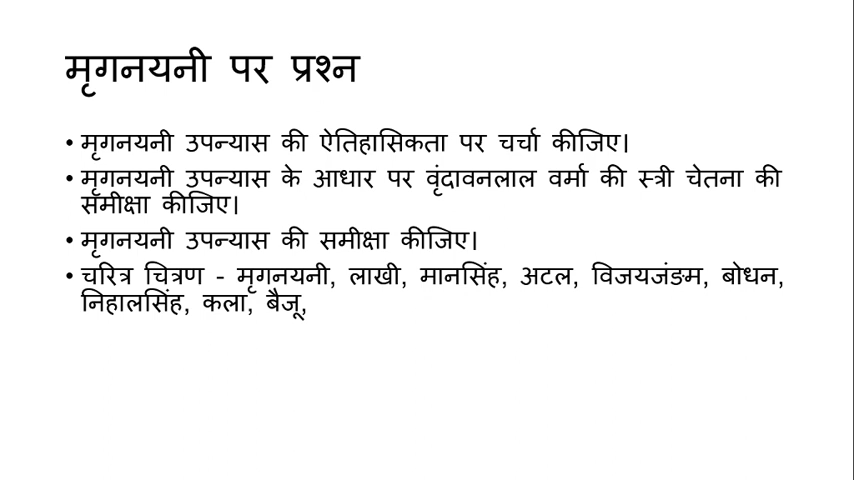 मृगनयनी पर प्रश्न
• मृगनयनी उपन्यास की ऐतिहासिकता पर चर्चा कीजिए।
• मृगनयनी उपन्यास के आधार पर वृंदावनलाल वर्मा की स्त्री चेतना की
समीक्षा कीजिए।
• मृगनयनी उपन्यास की समीक्षा कीजिए।
• चरित्र चित्रण - मृगनयनी, लाखी, मानसिंह, अटल, विजयजंङम, बोधन,
निहालसिंह, कला, बैजू,